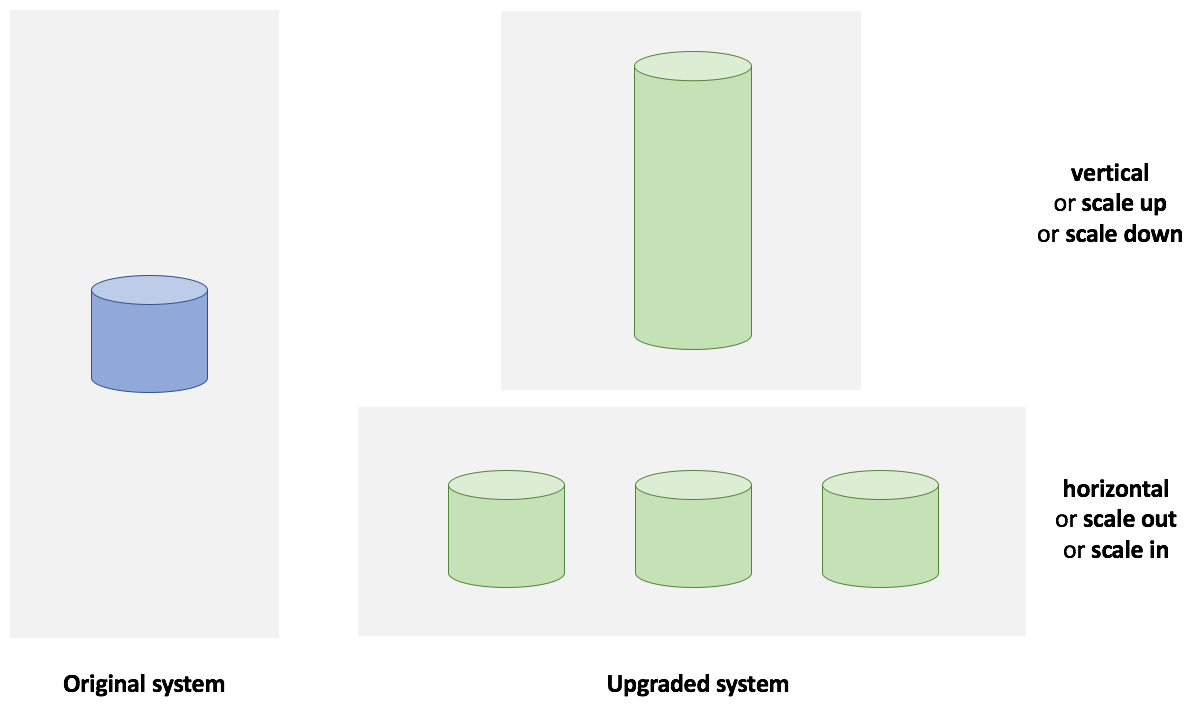 vertical
or scale up
or scale down
horizontal
or scale out
or scale in
Original system
Upgraded system